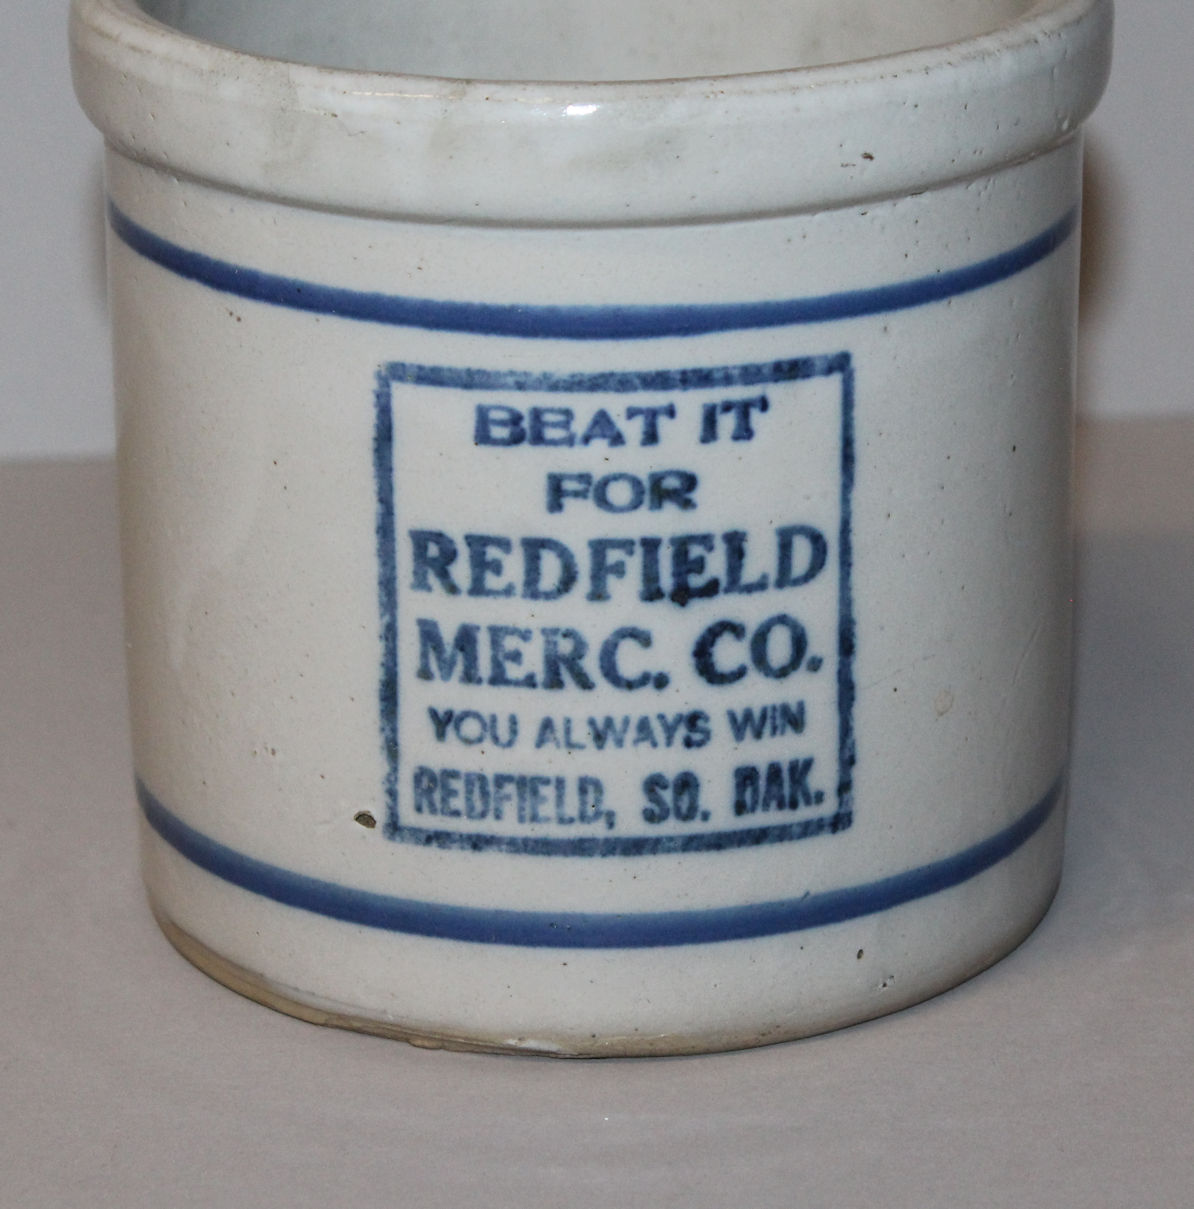 BEAT IT
FOR
REDFIELD
MERC. CO.
YOU ALWAYS WIN
REDFIELD, SO. DAK.